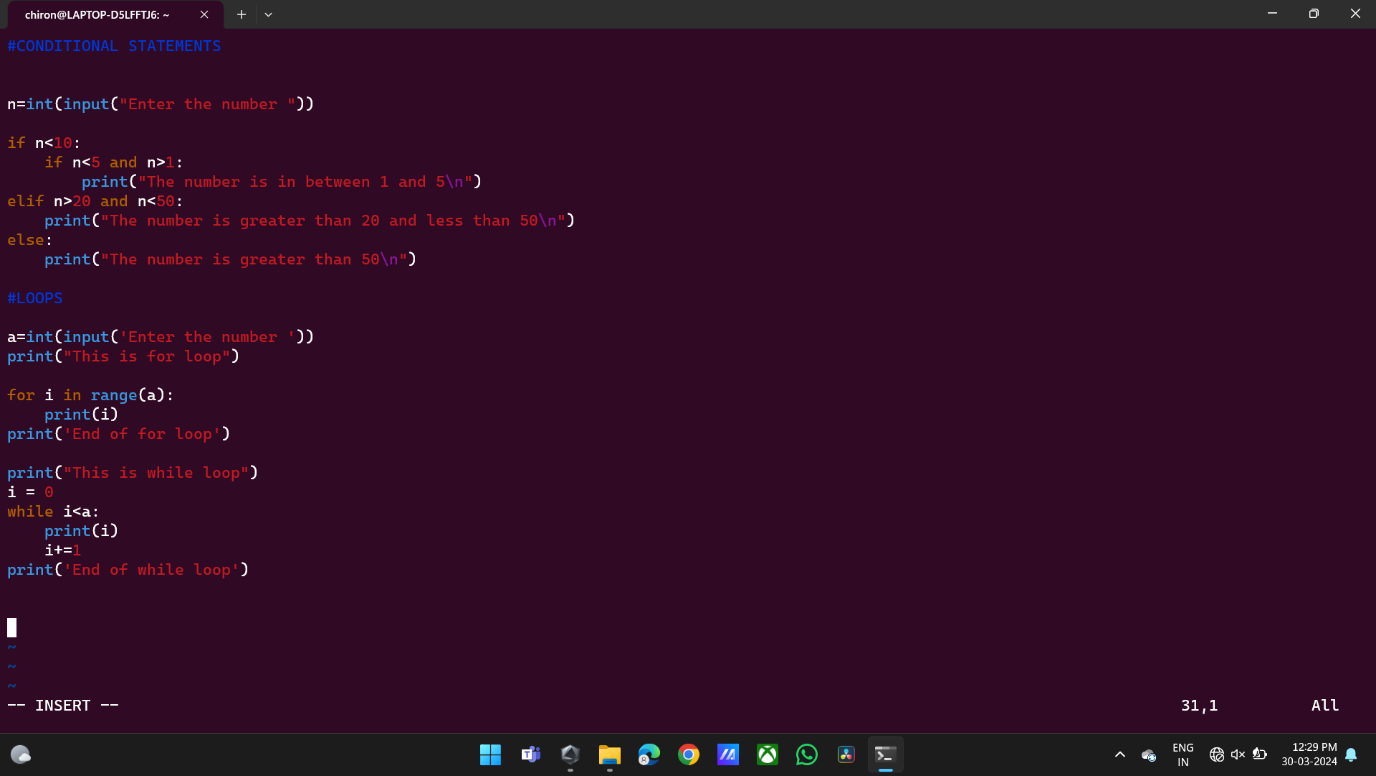 chiron@LAPTOP-D5LFFTJ6: ~
#CONDITIONAL STATEMENTS
n=int(input("Enter the number "))
if n<10:
    if n<5 and n>1:
        print("The number is in between 1 and 5\n")
elif n>20 and n<50:
    print("The number is greater than 20 and less than 50\n")
else:
    print("The number is greater than 50\n")
#LOOPS
a=int(input('Enter the number '))
print("This is for loop")
for i in range(a):
    print(i)
print('End of for loop')
print("This is while loop")
i = 0
while i<a:
    print(i)
    i+=1
print('End of while loop')
~
~
~
-- INSERT -- 31,1 All
ENG
IN
12:29 PM
30-03-2024